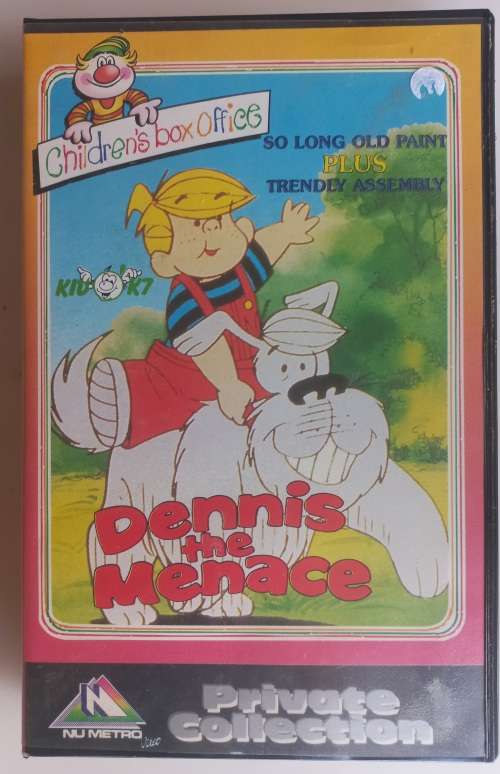 Children's box Office
SO LONG OLD PAINT
PLUS
TRENDLY ASSEMBLY
KID K7
Dennis
the
Menace
Private
Collection
NU METRO
Video